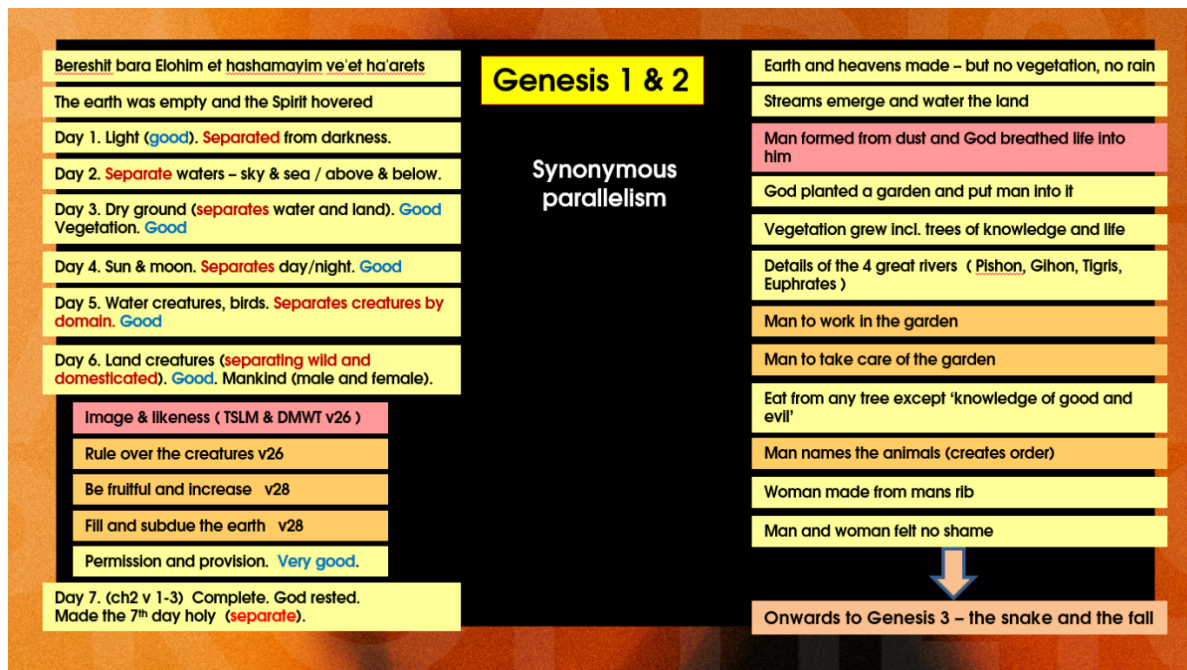 Genesis 1 & 2
Synonymous
parallelism
Bereshit bara Elohim et hashamayim ve'et ha'arets
The earth was empty and the Spirit hovered
Day 1. Light (good). Separated from darkness.
Day 2. Separate waters – sky & sea / above & below.
Day 3. Dry ground (separates water and land). Good
Vegetation. Good
Day 4. Sun & moon. Separates day/night. Good
Day 5. Water creatures, birds. Separates creatures by
domain. Good
Day 6. Land creatures (separating wild and
domesticated). Good. Mankind (male and female).
Image & likeness ( TSLM & DMWT v26 )
Rule over the creatures v26
Be fruitful and increase v28
Fill and subdue the earth v28
Permission and provision. Very good.
Day 7. (ch2 v 1-3) Complete. God rested.
Made the 7th day holy (separate).
Earth and heavens made – but no vegetation, no rain
Streams emerge and water the land
Man formed from dust and God breathed life into
him
God planted a garden and put man into it
Vegetation grew incl. trees of knowledge and life
Details of the 4 great rivers ( Pishon, Gihon, Tigris,
Euphrates )
Man to work in the garden
Man to take care of the garden
Eat from any tree except ‘knowledge of good and
evil’
Man names the animals (creates order)
Woman made from mans rib
Man and woman felt no shame
Onwards to Genesis 3 – the snake and the fall